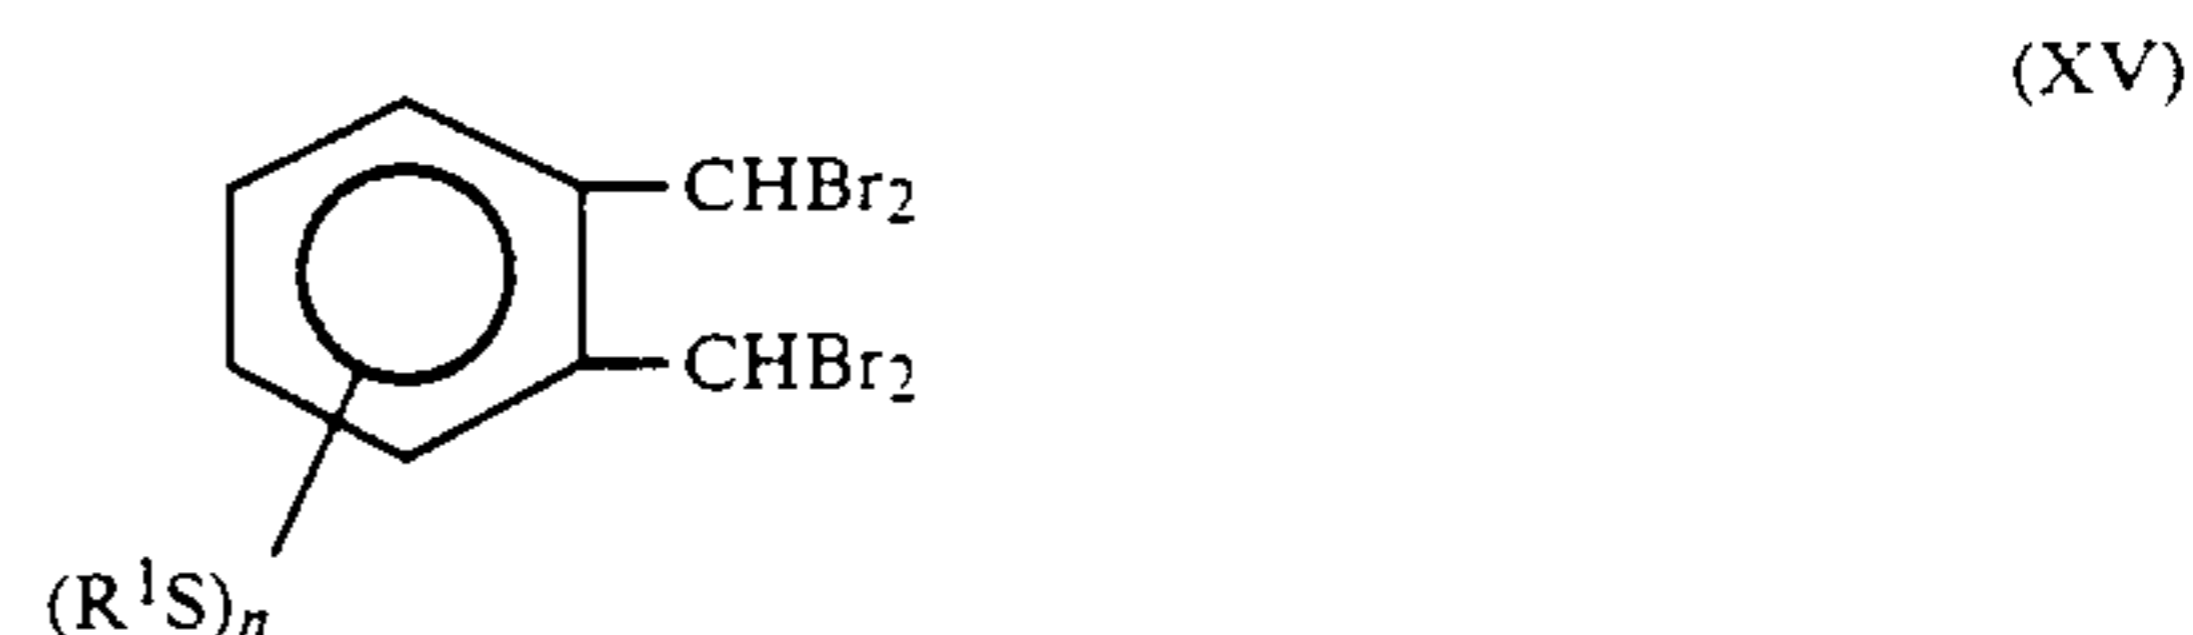 (XV)
CHBr₂
CHBr₂
(R¹S)ₙ